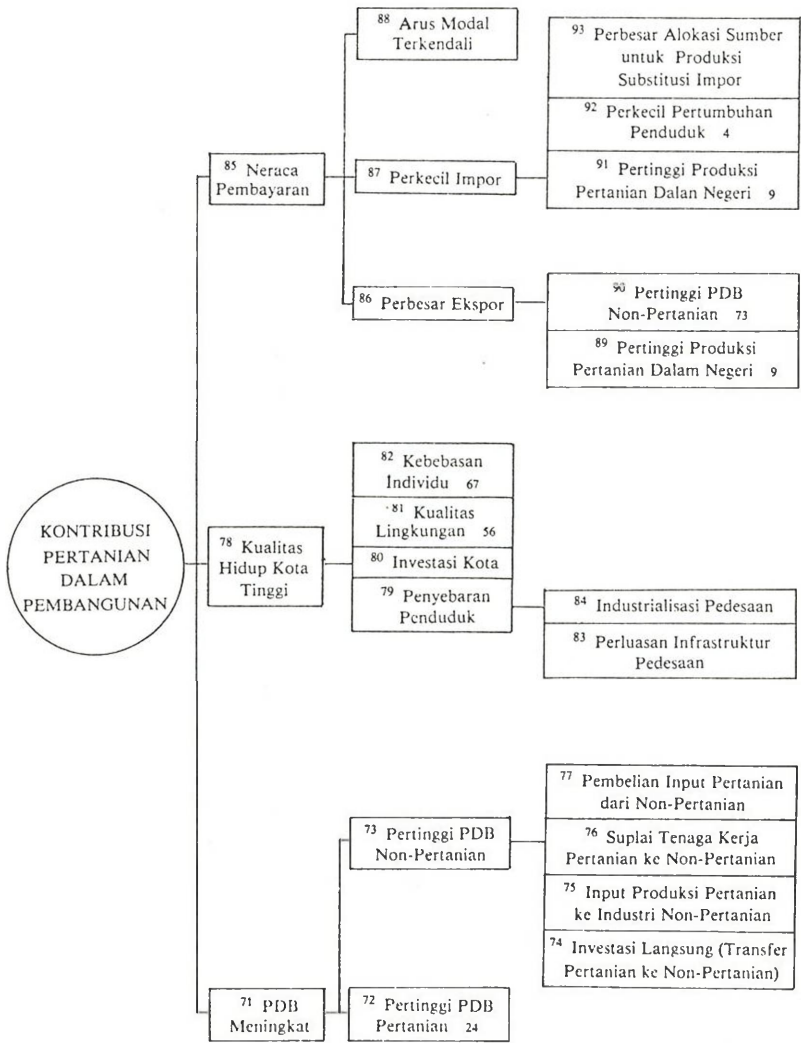 88 Arus Modal
Terkendali
93 Perbesar Alokasi Sumber
untuk Produksi
Substitusi Impor
92 Perkecil Pertumbuhan
Penduduk 4
85 Neraca
Pembayaran
87 Perkecil Impor
91 Pertinggi Produksi
Pertanian Dalan Negeri 9
86 Perbesar Ekspor
90 Pertinggi PDB
Non-Pertanian 73
89 Pertinggi Produksi
Pertanian Dalam Negeri 9
KONTRIBUSI
PERTANIAN
DALAM
PEMBANGUNAN
78 Kualitas
Hidup Kota
Tinggi
82 Kebebasan
Individu 67
81 Kualitas
Lingkungan 56
80 Investasi Kota
79 Penyebaran
Penduduk
84 Industrialisasi Pedesaan
83 Perluasan Infrastruktur
Pedesaan
73 Pertinggi PDB
Non-Pertanian
77 Pembelian Input Pertanian
dari Non-Pertanian
76 Suplai Tenaga Kerja
Pertanian ke Non-Pertanian
75 Input Produksi Pertanian
ke Industri Non-Pertanian
74 Investasi Langsung (Transfer
Pertanian ke Non-Pertanian)
71 PDB
Meningkat
72 Pertinggi PDB
Pertanian 24